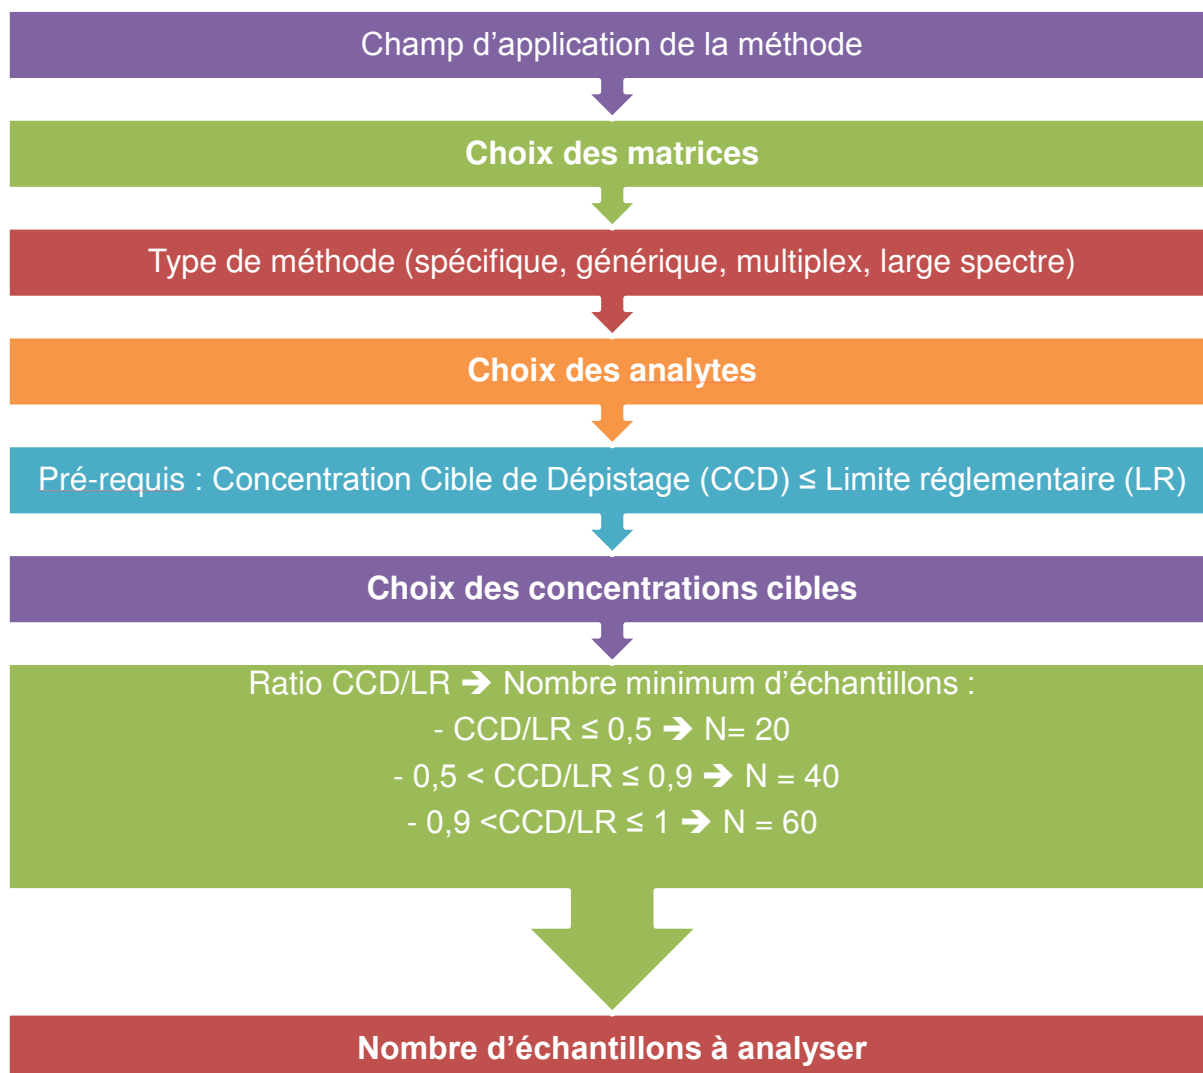 Champ d’application de la méthode
Choix des matrices
Type de méthode (spécifique, générique, multiplex, large spectre)
Choix des analytes
Pré-requis : Concentration Cible de Dépistage (CCD) ≤ Limite réglementaire (LR)
Choix des concentrations cibles
Ratio CCD/LR ➔ Nombre minimum d’échantillons :
- CCD/LR ≤ 0,5 ➔ N= 20
- 0,5 < CCD/LR ≤ 0,9 ➔ N = 40
- 0,9 <CCD/LR ≤ 1 ➔ N = 60
Nombre d’échantillons à analyser